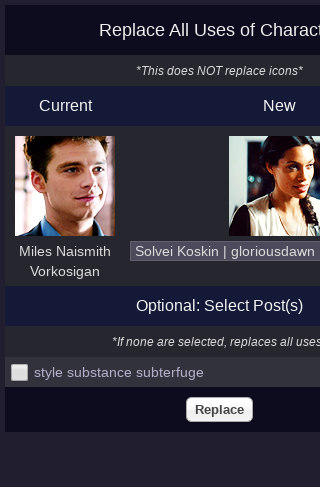 Replace All Uses of Charact
*This does NOT replace icons*
Current New
Miles Naismith
Vorkosigan
Solvei Koskin | gloriousdawn
Optional: Select Post(s)
*If none are selected, replaces all uses
style substance subterfuge
Replace